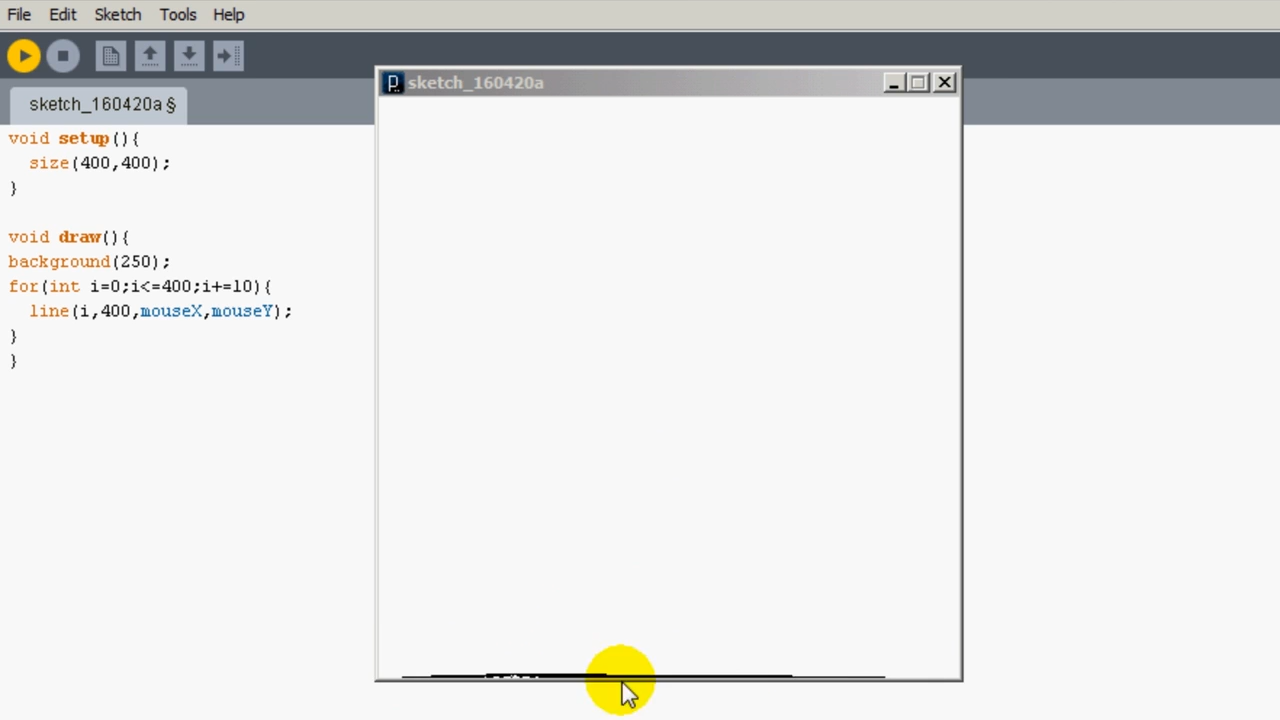 File Edit Sketch Tools Help
sketch_160420a §
sketch_160420a
void setup(){
  size(400,400);
}

void draw(){
background(250);
for(int i=0;i<=400;i+=10){
  line(i,400,mouseX,mouseY);
}
}